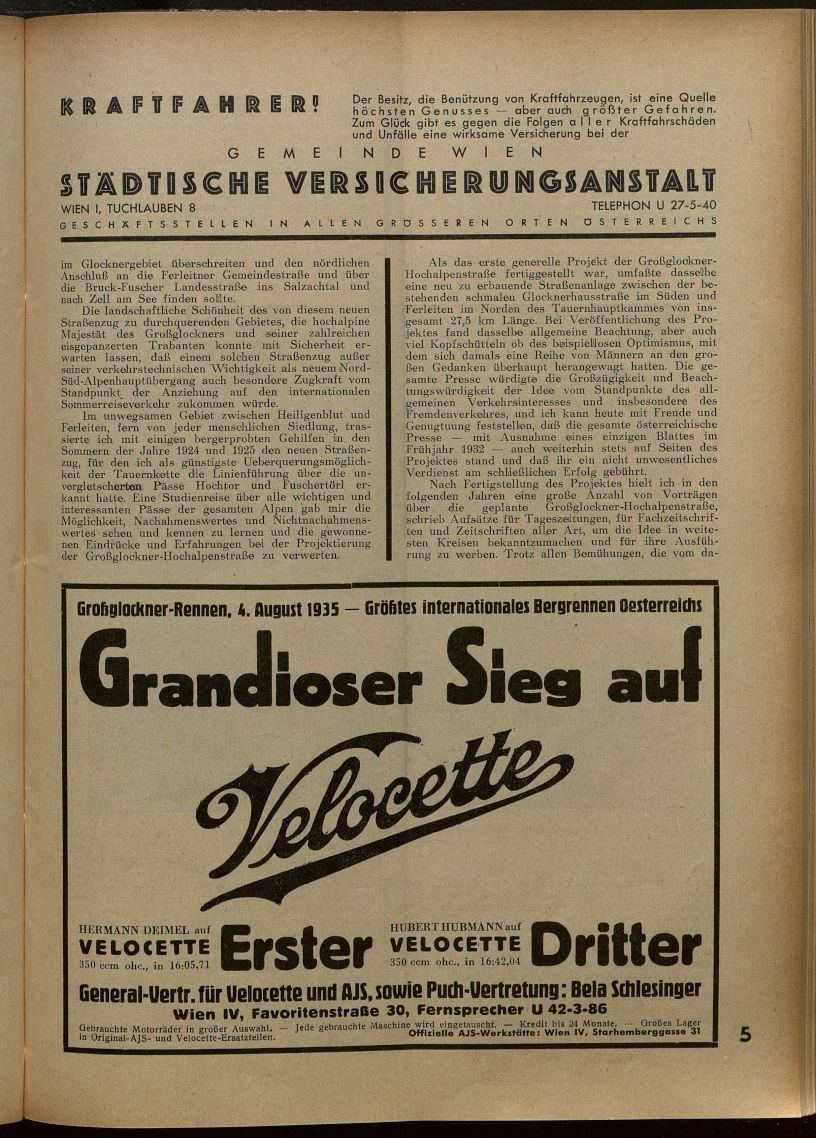 KRAFTFAHRER!
Der Besitz, die Benützung von Kraftfahrzeugen, ist eine Quelle
höchsten Genusses — aber auch größter Gefahren.
Zum Glück gibt es gegen die Folgen aller Kraftfahrschäden
und Unfälle eine wirksame Versicherung bei der
GEMEINDE WIEN
STÄDTISCHE VERSICHERUNGSANSTALT
WIEN I, TUCHLAUBEN 8
TELEPHON U 27-5-40
GESCHÄFTSSTELLEN IN ALLEN GRÖSSEREN ORTEN ÖSTERREICHS
im Glocknergebiet überschreiten und den nördlichen
Anschluß an die Ferleitner Gemeindestraße und über
die Bruck-Fuscher Landesstraße ins Salzachtal und
nach Zell am See finden sollte.
Die landschaftliche Schönheit des von diesem neuen
Straßenzug zu durchquerenden Gebietes, die hochalpine
Majestät des Großglockners und seiner zahlreichen
eisgepanzerten Trabanten konnte mit Sicherheit er-
warten lassen, daß einem solchen Straßenzug außer
seiner verkehrstechnischen Wichtigkeit als neuem Nord-
Süd-Alpenhauptübergang auch besondere Zugkraft vom
Standpunkt der Anziehung auf den internationalen
Sommerreiseverkehr zukommen würde.
Im unwegsamen Gebiet zwischen Heiligenblut und
Ferleiten, fern von jeder menschlichen Siedlung, tras-
sierte ich mit einigen bergerprobten Gehilfen in den
Sommern der Jahre 1924 und 1925 den neuen Straßen-
zug, für den ich als günstigste Ueberquerungsmöglich-
keit der Tauernkette die Linienführung über die un-
vergletscherten Pässe Hochtor und Fuschertörl er-
kannt hatte. Eine Studienreise über alle wichtigen und
interessanten Pässe der gesamten Alpen gab mir die
Möglichkeit, Nachahmenswertes und Nichtnachahmens-
wertes sehen und kennen zu lernen und die gewonne-
nen Eindrücke und Erfahrungen bei der Projektierung
der Großglockner-Hochalpenstraße zu verwerten.
Als das erste generelle Projekt der Großglockner-
Hochalpenstraße fertiggestellt war, umfaßte dasselbe
eine neu zu erbauende Straßenanlage zwischen der be-
stehenden schmalen Glocknerhausstraße im Süden und
Ferleiten im Norden des Tauernhauptkammes von ins-
gesamt 27,5 km Länge. Bei Veröffentlichung des Pro-
jektes fand dasselbe allgemeine Beachtung, aber auch
viel Kopfschütteln ob des beispiellosen Optimismus, mit
dem sich damals eine Reihe von Männern an den gro-
ßen Gedanken überhaupt herangewagt hatten. Die ge-
samte Presse würdigte die Großzügigkeit und Beach-
tungswürdigkeit der Idee vom Standpunkte des all-
gemeinen Verkehrsinteresses und insbesondere des
Fremdenverkehres, und ich kann heute mit Freude und
Genugtuung feststellen, daß die gesamte österreichische
Presse — mit Ausnahme eines einzigen Blattes im
Frühjahr 1932 — auch weiterhin stets auf Seiten des
Projektes stand und daß ihr ein nicht unwesentliches
Verdienst am schließlichen Erfolg gebührt.
Nach Fertigstellung des Projektes hielt ich in den
folgenden Jahren eine große Anzahl von Vorträgen
über die geplante Großglockner-Hochalpenstraße,
schrieb Aufsätze für Tageszeitungen, für Fachzeitschrif-
ten und Zeitschriften aller Art, um die Idee in weite-
sten Kreisen bekanntzumachen und für ihre Ausfüh-
rung zu werben. Trotz allen Bemühungen, die vom da-
Großglockner-Rennen, 4. August 1935 — Größtes internationales Bergrennen Oesterreichs
Grandioser Sieg auf
Velocette
HERMANN DEIMEL auf
VELOCETTE
350 ccm ohc., in 16:05,71
Erster
HUBERT HUBMANN auf
VELOCETTE
350 ccm ohc., in 16:42,04
Dritter
General-Vertr. für Velocette und AJS, sowie Puch-Vertretung: Bela Schlesinger
Wien IV, Favoritenstraße 30, Fernsprecher U 42-3-86
Gebrauchte Motorräder in großer Auswahl. — Jede gebrauchte Maschine wird eingetauscht. — Kredit bis 24 Monate. — Großes Lager
in Original-AJS- und Velocette-Ersatzteilen.
Offizielle AJS-Werkstätte: Wien IV, Starhemberggasse 31
5